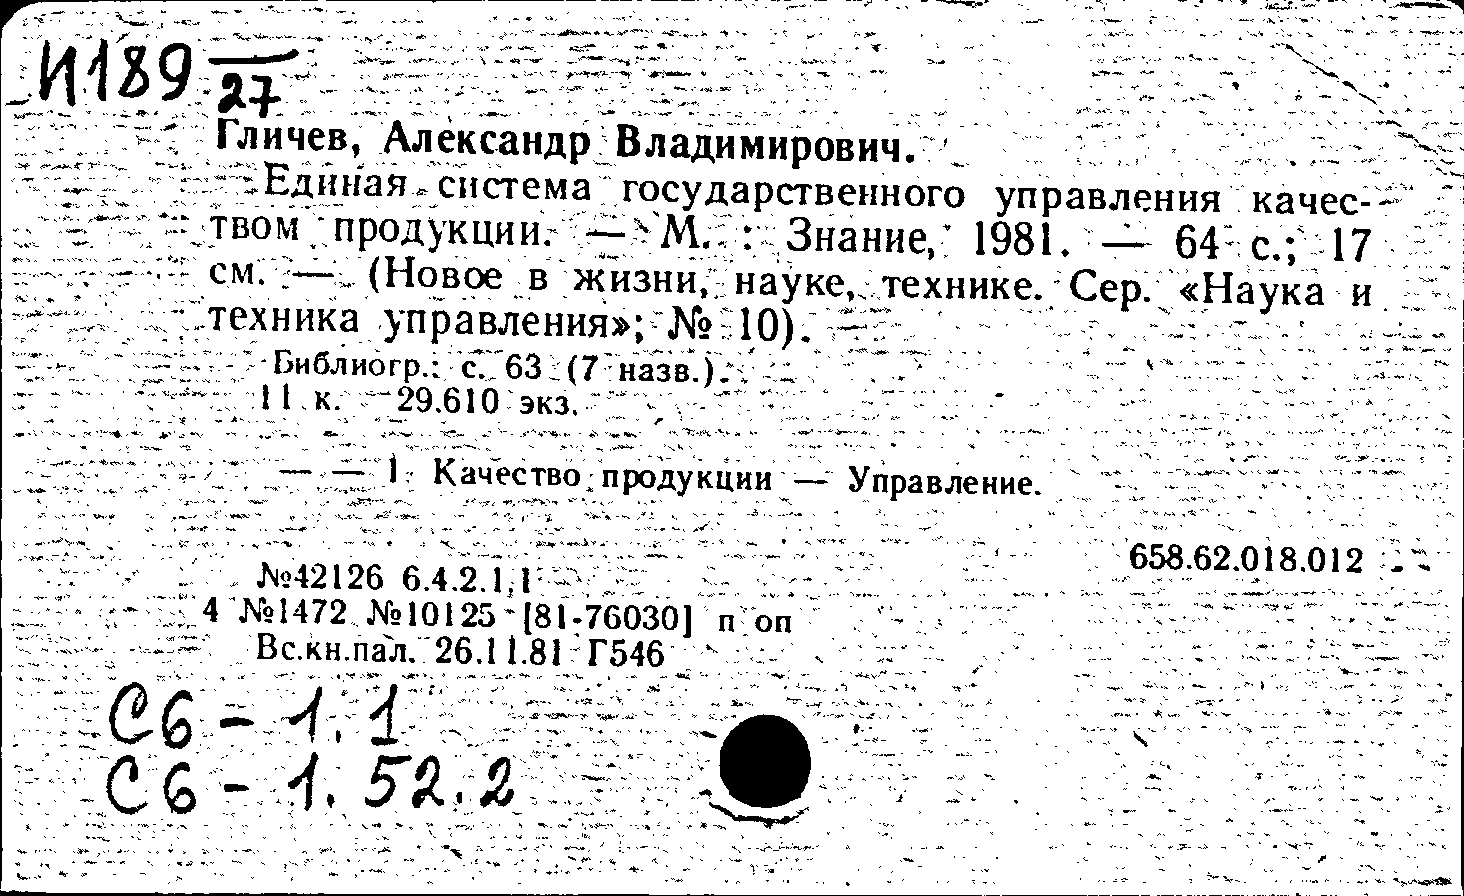 И189
27
Гличев, Александр Владимирович.
Единая система государственного управления качес-
твом продукции. — М. : Знание, 1981. — 64 с.; 17
см. — (Новое в жизни, науке, технике. Сер. «Наука и
техника управления»; № 10).
Библиогр.: с. 63 (7 назв.).
11 к. 29.610 экз.
— — 1. Качество продукции — Управление.
658.62.018.012
№42126 6.4.2.1,1
4 №1472 №10125 [81-76030] п оп
Вс.кн.пал. 26.11.81 Г546
С6 - 1.1
С6 - 1.52.2